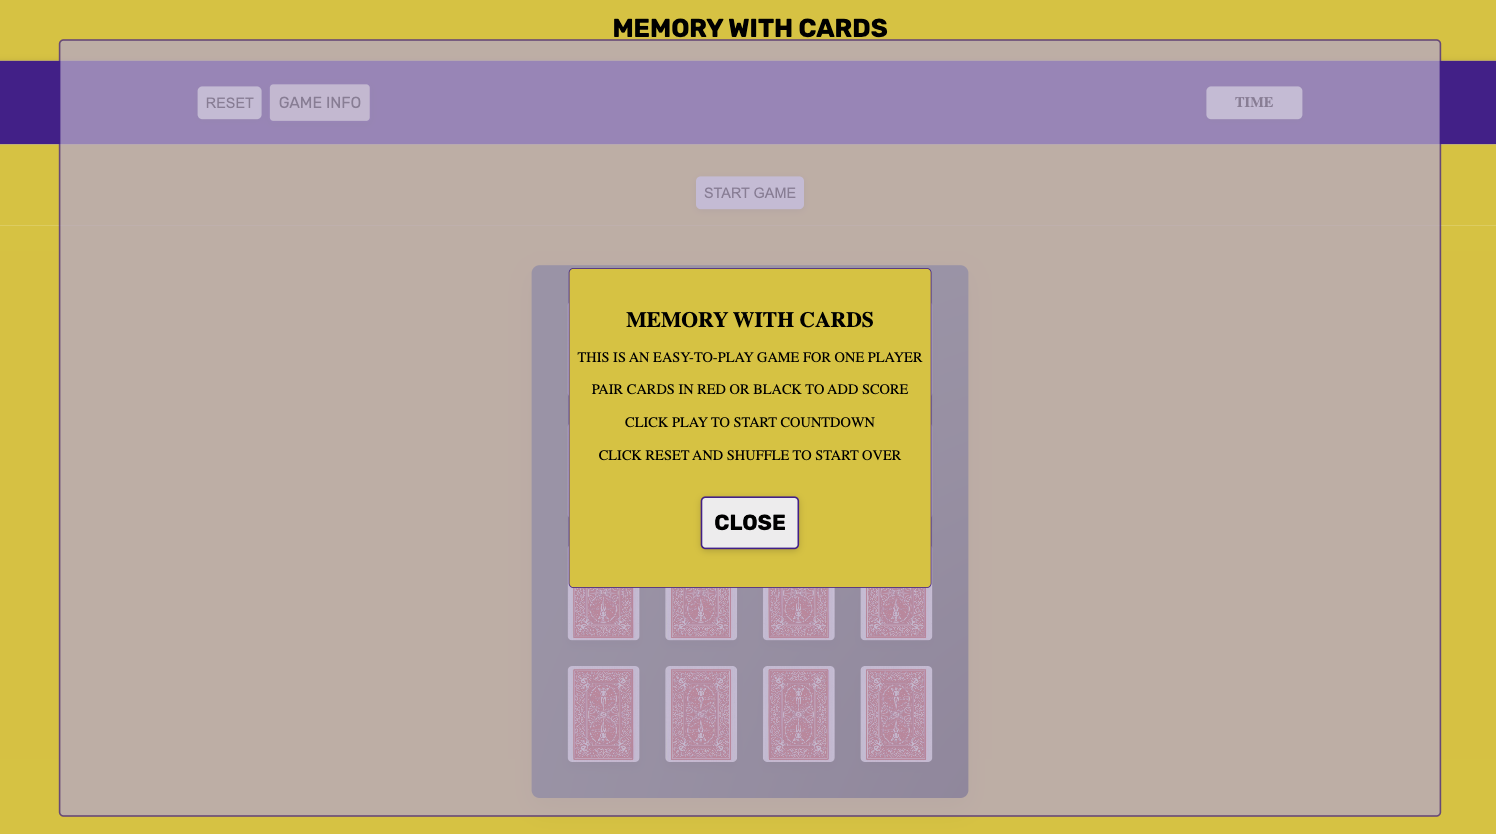 MEMORY WITH CARDS
RESET
GAME INFO
TIME
START GAME
MEMORY WITH CARDS
THIS IS AN EASY-TO-PLAY GAME FOR ONE PLAYER
PAIR CARDS IN RED OR BLACK TO ADD SCORE
CLICK PLAY TO START COUNTDOWN
CLICK RESET AND SHUFFLE TO START OVER
CLOSE